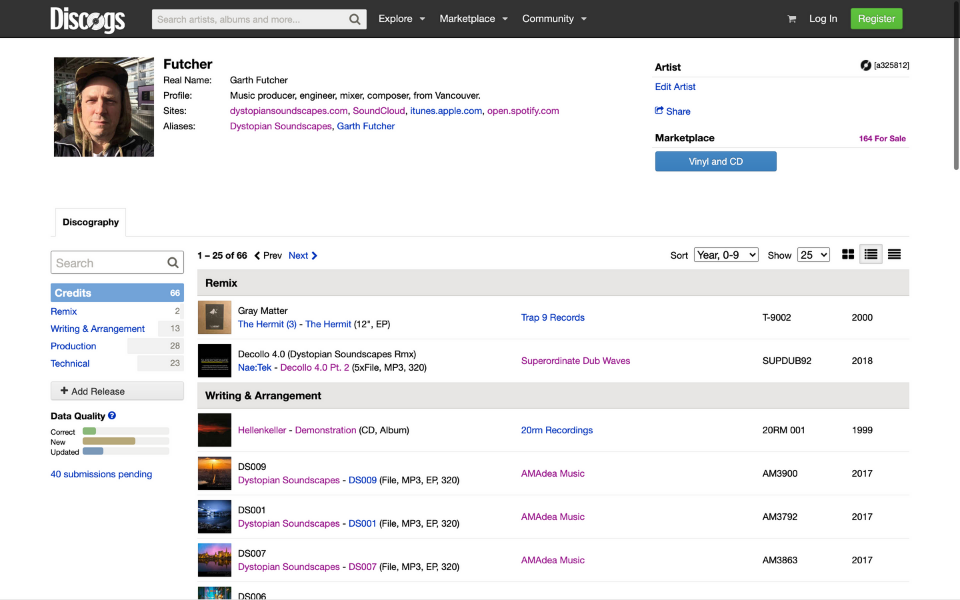 Discogs
Search artists, albums and more...
Explore
Marketplace
Community
Log In
Register
Futcher
Real Name: Garth Futcher
Profile: Music producer, engineer, mixer, composer, from Vancouver.
Sites: dystopiansoundscapes.com, SoundCloud, itunes.apple.com, open.spotify.com
Aliases: Dystopian Soundscapes, Garth Futcher
Artist [a325812]
Edit Artist
Share
Marketplace 164 For Sale
Vinyl and CD
Discography
Search
Credits 66
Remix 2
Writing & Arrangement 13
Production 28
Technical 23
+ Add Release
Data Quality ?
Correct
New
Updated
40 submissions pending
1 – 25 of 66 Prev Next
Sort Year, 0-9 Show 25
Remix
Gray Matter
The Hermit (3) - The Hermit (12", EP) Trap 9 Records T-9002 2000
Decollo 4.0 (Dystopian Soundscapes Rmx)
Nae:Tek - Decollo 4.0 Pt. 2 (5xFile, MP3, 320) Superordinate Dub Waves SUPDUB92 2018
Writing & Arrangement
Hellenkeller - Demonstration (CD, Album) 20rm Recordings 20RM 001 1999
DS009
Dystopian Soundscapes - DS009 (File, MP3, EP, 320) AMAdea Music AM3900 2017
DS001
Dystopian Soundscapes - DS001 (File, MP3, EP, 320) AMAdea Music AM3792 2017
DS007
Dystopian Soundscapes - DS007 (File, MP3, EP, 320) AMAdea Music AM3863 2017
DS006